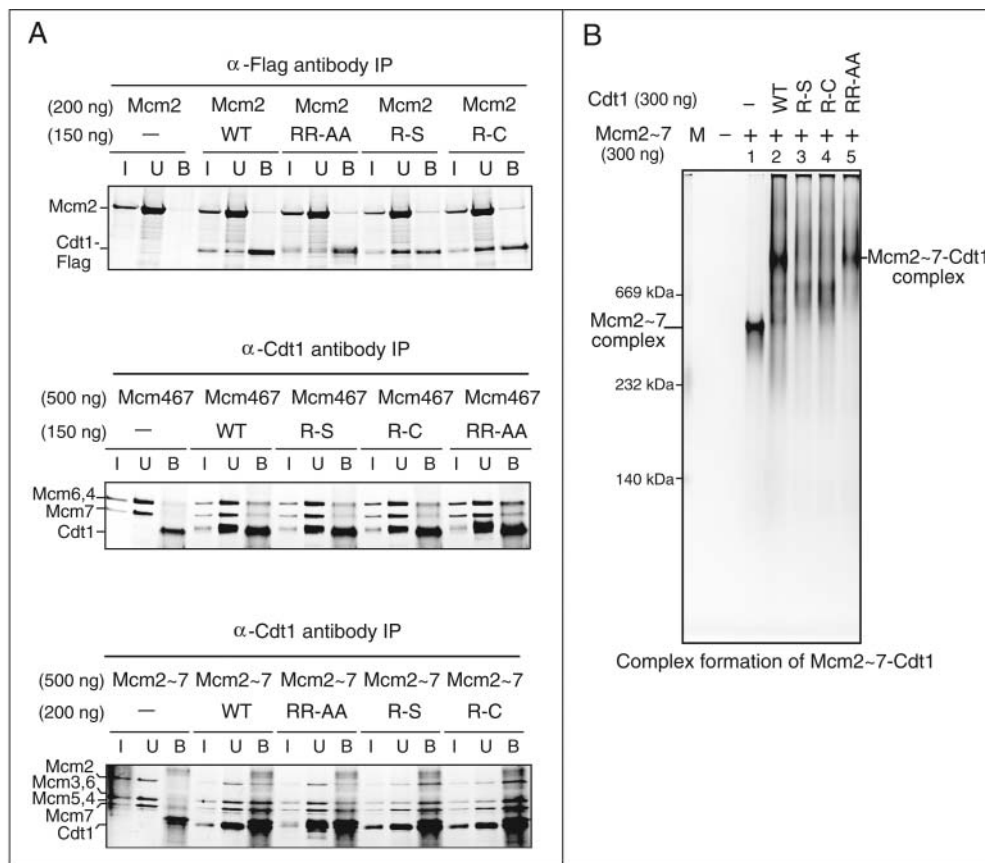 A
α-Flag antibody IP
(200 ng) Mcm2 Mcm2 Mcm2 Mcm2 Mcm2
(150 ng) — WT RR-AA R-S R-C
I U B I U B I U B I U B I U B
Mcm2
Cdt1-
Flag
α-Cdt1 antibody IP
(500 ng) Mcm467 Mcm467 Mcm467 Mcm467 Mcm467
(150 ng) — WT R-S R-C RR-AA
I U B I U B I U B I U B I U B
Mcm6,4
Mcm7
Cdt1
α-Cdt1 antibody IP
(500 ng) Mcm2~7 Mcm2~7 Mcm2~7 Mcm2~7 Mcm2~7
(200 ng) — WT RR-AA R-S R-C
I U B I U B I U B I U B I U B
Mcm2
Mcm3,6
Mcm5,4
Mcm7
Cdt1
B
Cdt1 (300 ng) – WT R-S R-C RR-AA
Mcm2~7 M – + + + + +
(300 ng) 1 2 3 4 5
Mcm2~7-Cdt1
complex
669 kDa
Mcm2~7
complex
232 kDa
140 kDa
Complex formation of Mcm2~7-Cdt1